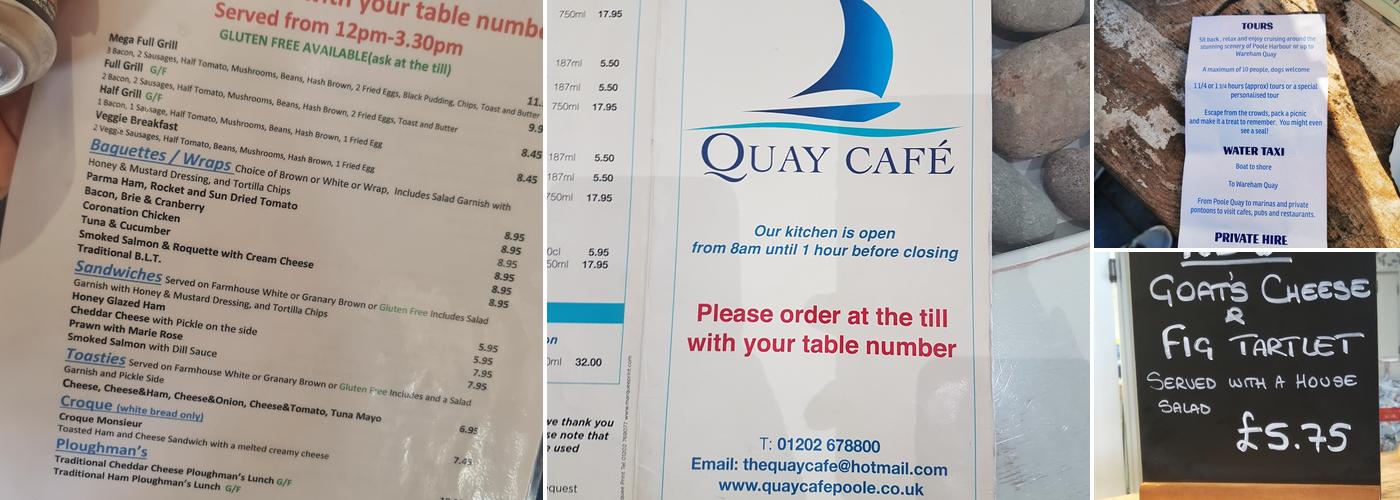 with your table numbe
Served from 12pm-3.30pm
GLUTEN FREE AVAILABLE(ask at the till)
Mega Full Grill
3 Bacon, 2 Sausages, Half Tomato, Mushrooms, Beans, Hash Brown, 2 Fried Eggs, Black Pudding, Chips, Toast and Butter 11.
Full Grill G/F
2 Bacon, 2 Sausages, Half Tomato, Mushrooms, Beans, Hash Brown, 2 Fried Eggs, Toast and Butter 9.9
Half Grill G/F
1 Bacon, 1 Sausage, Half Tomato, Mushrooms, Beans, Hash Brown, 1 Fried Egg 8.45
Veggie Breakfast
2 Veggie Sausages, Half Tomato, Beans, Mushrooms, Hash Brown, 1 Fried Egg 8.45
Baguettes / Wraps Choice of Brown or White or Wrap, Includes Salad Garnish with
Honey & Mustard Dressing, and Tortilla Chips
Parma Ham, Rocket and Sun Dried Tomato 8.95
Bacon, Brie & Cranberry 8.95
Coronation Chicken 8.95
Tuna & Cucumber 8.95
Smoked Salmon & Roquette with Cream Cheese 8.95
Traditional B.L.T. 8.95
Sandwiches Served on Farmhouse White or Granary Brown or Gluten Free Includes Salad
Garnish with Honey & Mustard Dressing, and Tortilla Chips
Honey Glazed Ham 5.95
Cheddar Cheese with Pickle on the side 5.95
Prawn with Marie Rose 7.95
Smoked Salmon with Dill Sauce 7.95
Toasties Served on Farmhouse White or Granary Brown or Gluten Free Includes and a Salad
Garnish and Pickle Side
Cheese, Cheese&Ham, Cheese&Onion, Cheese&Tomato, Tuna Mayo 6.95
Croque (white bread only)
Croque Monsieur 7.45
Toasted Ham and Cheese Sandwich with a melted creamy cheese
Ploughman's
Traditional Cheddar Cheese Ploughman's Lunch G/F
Traditional Ham Ploughman's Lunch G/F
750ml 17.95
187ml 5.50
187ml 5.50
750ml 17.95
187ml 5.50
187ml 5.50
750ml 17.95
0cl 5.95
50ml 17.95
on
0ml 32.00
we thank you
se note that
e used
quest
QUAY CAFÉ
Our kitchen is open
from 8am until 1 hour before closing
Please order at the till
with your table number
T: 01202 678800
Email: thequaycafe@hotmail.com
www.quaycafepoole.co.uk
TOURS
Sit back, relax and enjoy cruising around the
stunning scenery of Poole Harbour or up to
Wareham Quay
A maximum of 10 people, dogs welcome
1 1/4 or 1 3/4 hours (approx) tours or a special
personalised tour
Escape from the crowds, pack a picnic
and make it a treat to remember. You might even
see a seal!
WATER TAXI
Boat to shore
To Wareham Quay
From Poole Quay to marinas and private
pontoons to visit cafes, pubs and restaurants.
PRIVATE HIRE
GOAT'S CHEESE
&
FIG TARTLET
SERVED WITH A HOUSE
SALAD
£5.75